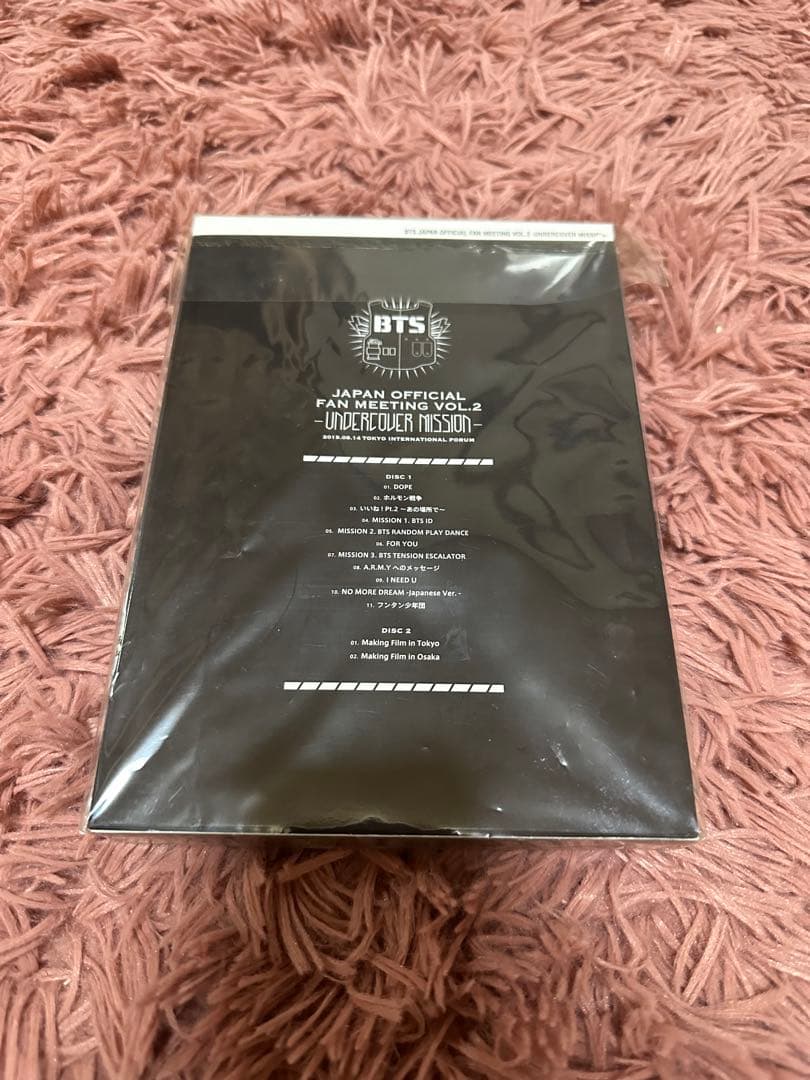 BTS JAPAN OFFICIAL FAN MEETING VOL.2 -UNDERCOVER MISSION-
BTS
JAPAN OFFICIAL
FAN MEETING VOL.2
-UNDERCOVER MISSION-
2015.08.14 TOKYO INTERNATIONAL FORUM
DISC 1
01. DOPE
02. ホルモン戦争
03. いいね!Pt.2 〜あの場所で〜
04. MISSION 1. BTS ID
05. MISSION 2. BTS RANDOM PLAY DANCE
06. FOR YOU
07. MISSION 3. BTS TENSION ESCALATOR
08. A.R.M.Y へのメッセージ
09. I NEED U
10. NO MORE DREAM -Japanese Ver. -
11. フンタン少年団
DISC 2
01. Making Film in Tokyo
02. Making Film in Osaka